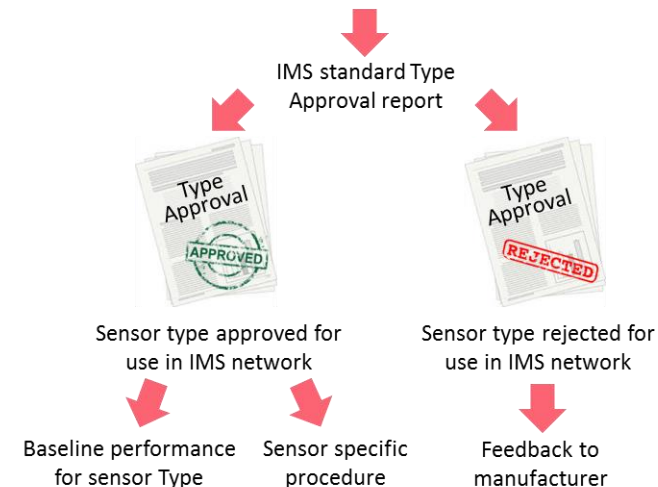 IMS standard Type
Approval report
Type
Approval
APPROVED
Type
Approval
REJECTED
Sensor type approved for
use in IMS network
Sensor type rejected for
use in IMS network
Baseline performance
for sensor Type
Sensor specific
procedure
Feedback to
manufacturer